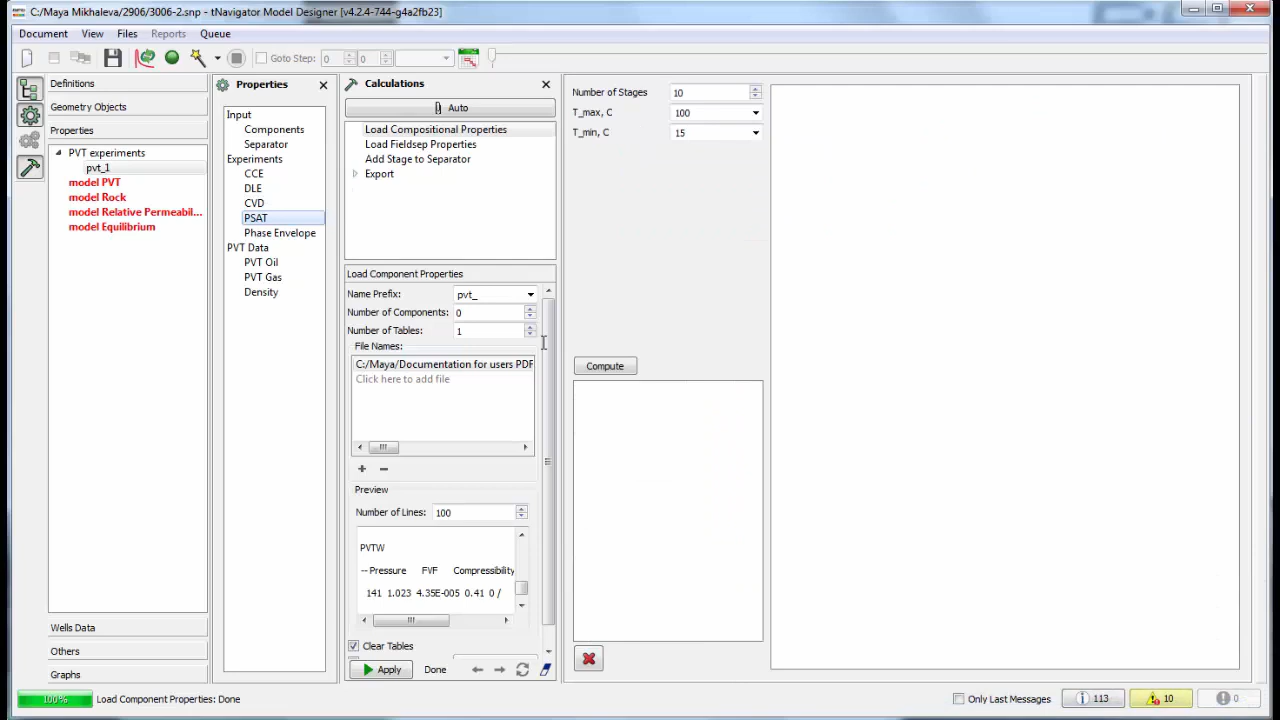 C:/Maya Mikhaleva/2906/3006-2.snp - tNavigator Model Designer [v4.2.4-744-g4a2fb23]
Document View Files Reports Queue
Goto Step: 0 0
Definitions
Geometry Objects
Properties
PVT experiments
pvt_1
model PVT
model Rock
model Relative Permeabil...
model Equilibrium
Wells Data
Others
Graphs
Properties
Input
Components
Separator
Experiments
CCE
DLE
CVD
PSAT
Phase Envelope
PVT Data
PVT Oil
PVT Gas
Density
Calculations
Auto
Load Compositional Properties
Load Fieldsep Properties
Add Stage to Separator
Export
Load Component Properties
Name Prefix: pvt_
Number of Components: 0
Number of Tables: 1
File Names:
C:/Maya/Documentation for users PDF
Click here to add file
Preview
Number of Lines: 100
PVTW
-- Pressure FVF Compressibility
141 1.023 4.35E-005 0.41 0 /
Clear Tables
Apply Done
Number of Stages 10
T_max, C 100
T_min, C 15
Compute
100% Load Component Properties: Done
Only Last Messages 113 10 0